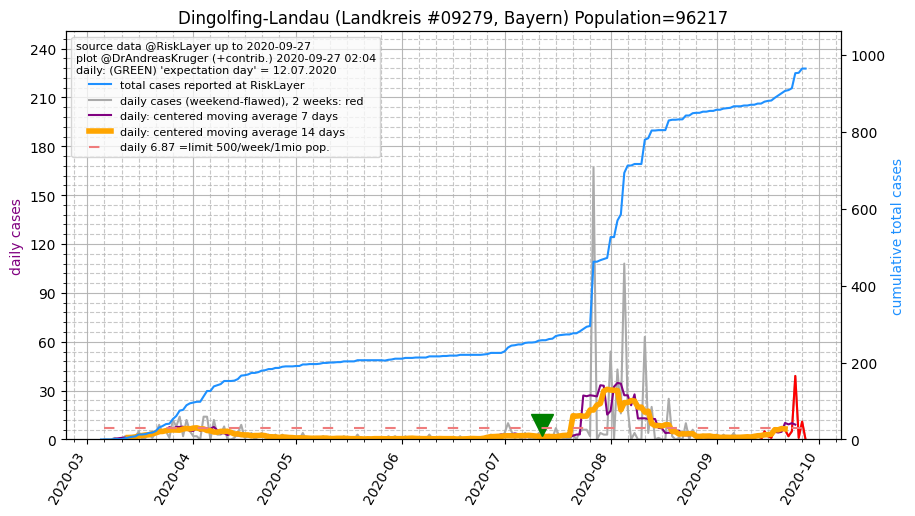 Dingolfing-Landau (Landkreis #09279, Bayern) Population=96217
source data @RiskLayer up to 2020-09-27
plot @DrAndreasKruger (+contrib.) 2020-09-27 02:04
daily: (GREEN) 'expectation day' = 12.07.2020
total cases reported at RiskLayer
daily cases (weekend-flawed), 2 weeks: red
daily: centered moving average 7 days
daily: centered moving average 14 days
daily 6.87 =limit 500/week/1mio pop.
daily cases
240
210
180
150
120
90
60
30
0
cumulative total cases
1000
800
600
400
200
0
2020-03
2020-04
2020-05
2020-06
2020-07
2020-08
2020-09
2020-10